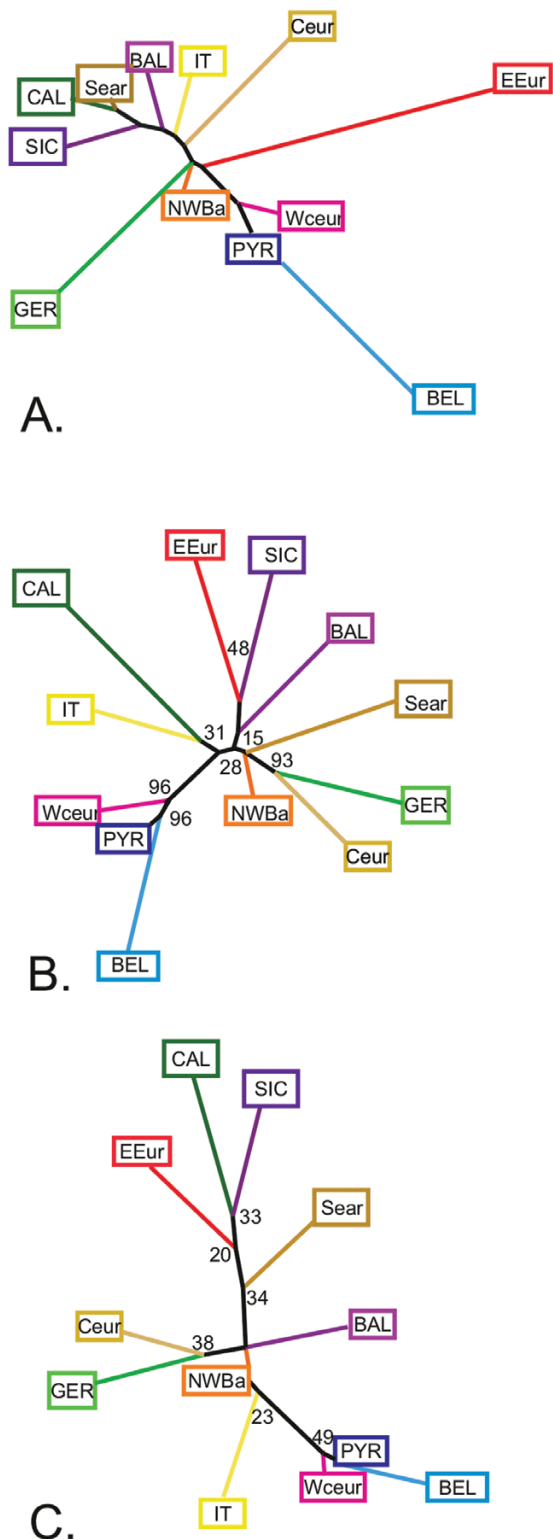 Ceur
BAL
IT
EEur
Sear
CAL
SIC
NWBa
Wceur
PYR
GER
BEL
A.
EEur
SIC
CAL
BAL
48
Sear
IT
31
15
28
93
96
Wceur
NWBa
GER
PYR
96
Ceur
BEL
B.
CAL
SIC
EEur
Sear
33
20
34
Ceur
BAL
38
GER
NWBa
23
49
PYR
Wceur
BEL
IT
C.